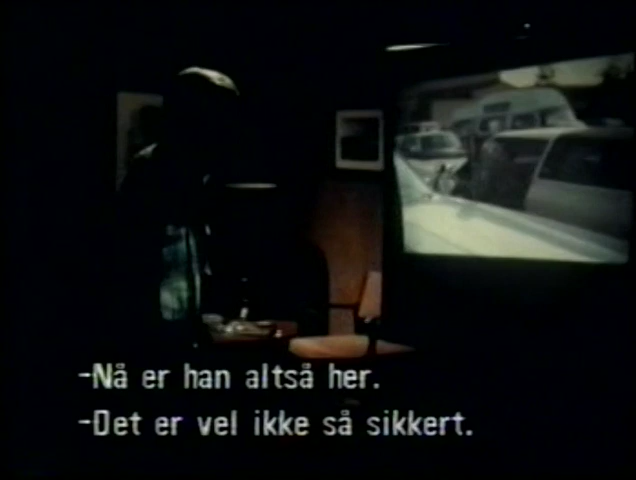 -Nå er han altså her.
-Det er vel ikke så sikkert.